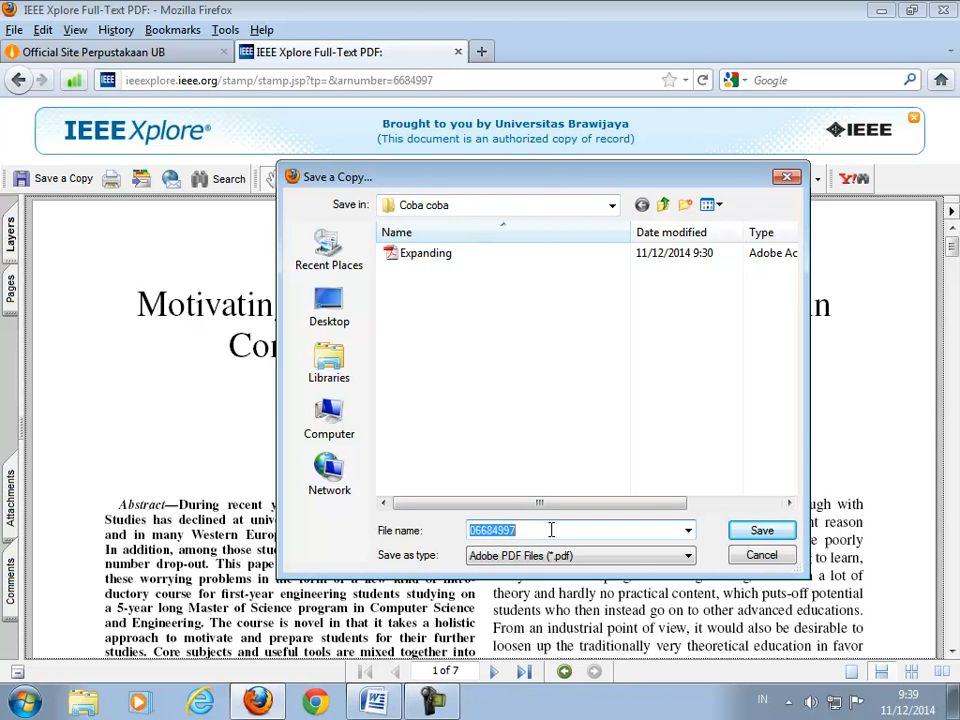 IEEE Xplore Full-Text PDF: - Mozilla Firefox
File Edit View History Bookmarks Tools Help
Official Site Perpustakaan UB
IEEE Xplore Full-Text PDF:
ieeexplore.ieee.org/stamp/stamp.jsp?tp=&arnumber=6684997
Google
IEEE Xplore®
Brought to you by Universitas Brawijaya
(This document is an authorized copy of record)
IEEE
Save a Copy
Search
Y!
Save a Copy...
Save in: Coba coba
Name Date modified Type
Expanding 11/12/2014 9:30 Adobe Ac
Recent Places
Desktop
Libraries
Computer
Network
File name: 06684997
Save
Save as type: Adobe PDF Files (*.pdf)
Cancel
Layers
Pages
Attachments
Comments
Motivating
in
Abstract—During recent
Studies has declined at
and in many Western
In addition, among those
number drop-out. This
these worrying problems in the form of a new kind of intro-
ductory course for first-year engineering students studying on
a 5-year long Master of Science program in Computer Science
and Engineering. The course is novel in that it takes a holistic
approach to motivate and prepare students for their further
studies. Core subjects and useful tools are mixed together into
with
reason
poorly
to learn,
a lot of
theory and hardly no practical content, which puts-off potential
students who then instead go on to other advanced educations.
From an industrial point of view, it would also be desirable to
loosen up the traditionally very theoretical education in favor
1 of 7
IN
9:39
11/12/2014